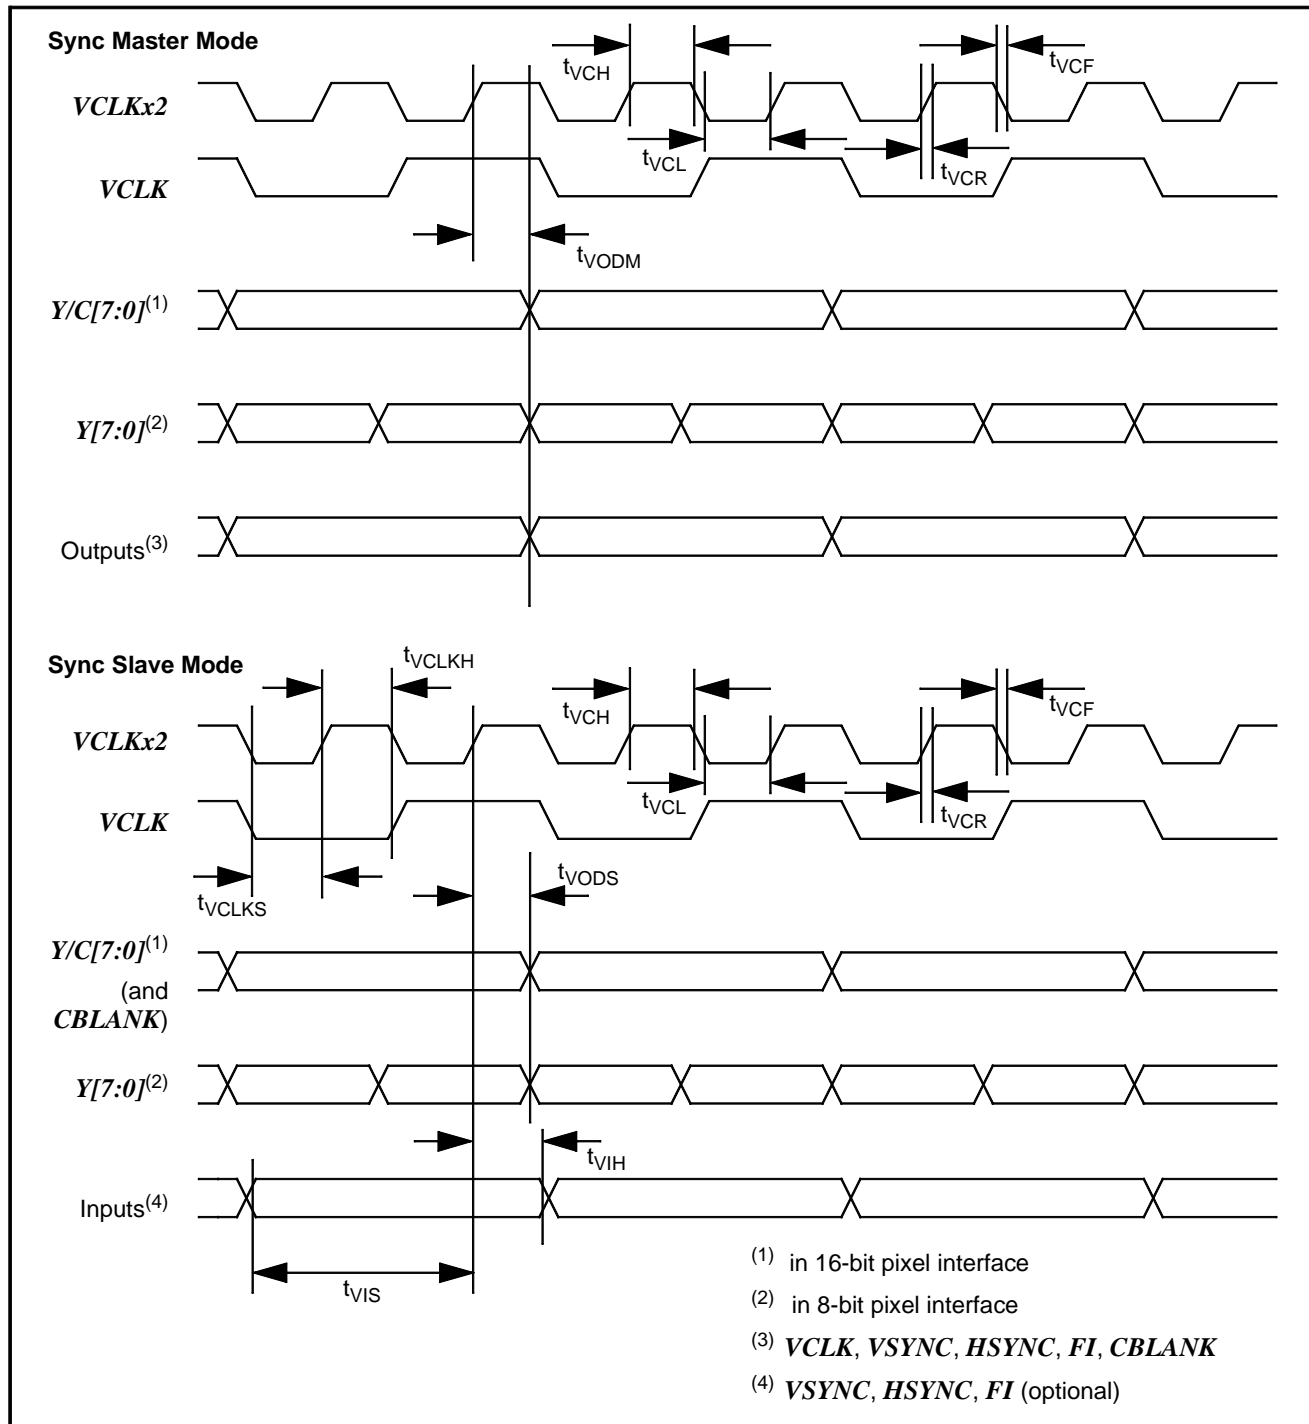 Sync Master Mode
tVCH
tVCF
VCLKx2
tVCL
tVCR
VCLK
tVODM
Y/C[7:0](1)
Y[7:0](2)
Outputs(3)
Sync Slave Mode
tVCLKH
tVCH
tVCF
VCLKx2
tVCL
tVCR
VCLK
tVCLKS
tVODS
Y/C[7:0](1)
(and
CBLANK)
Y[7:0](2)
tVIH
Inputs(4)
tVIS
(1) in 16-bit pixel interface
(2) in 8-bit pixel interface
(3) VCLK, VSYNC, HSYNC, FI, CBLANK
(4) VSYNC, HSYNC, FI (optional)